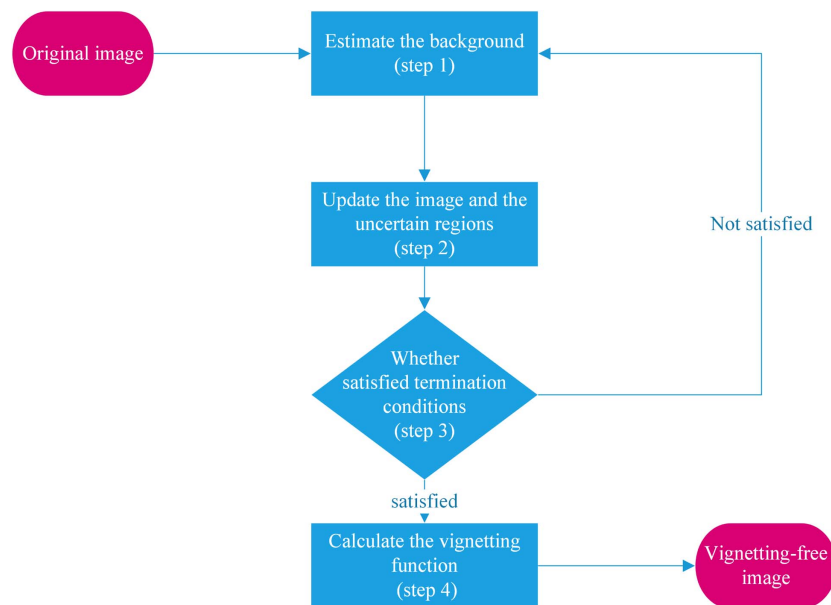 Original image
Estimate the background
(step 1)
Update the image and the
uncertain regions
(step 2)
Not satisfied
Whether
satisfied termination
conditions
(step 3)
satisfied
Calculate the vignetting
function
(step 4)
Vignetting-free
image